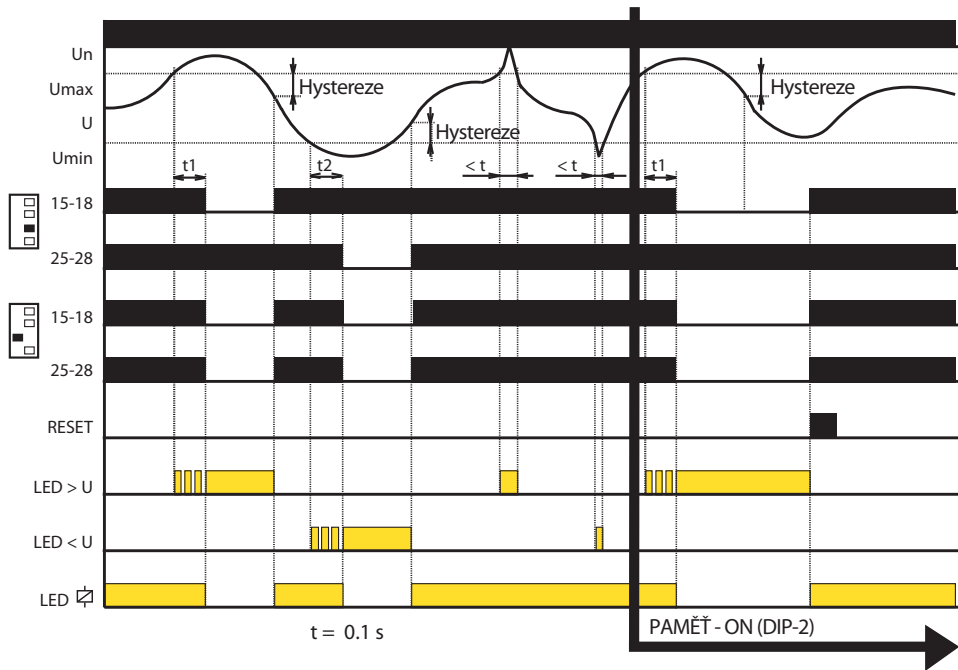 Un
Umax
U
Umin
Hystereze
Hystereze
Hystereze
t1
t2
< t
< t
t1
15-18
25-28
15-18
25-28
RESET
LED > U
LED < U
LED
t = 0.1 s
PAMĚŤ - ON (DIP-2)